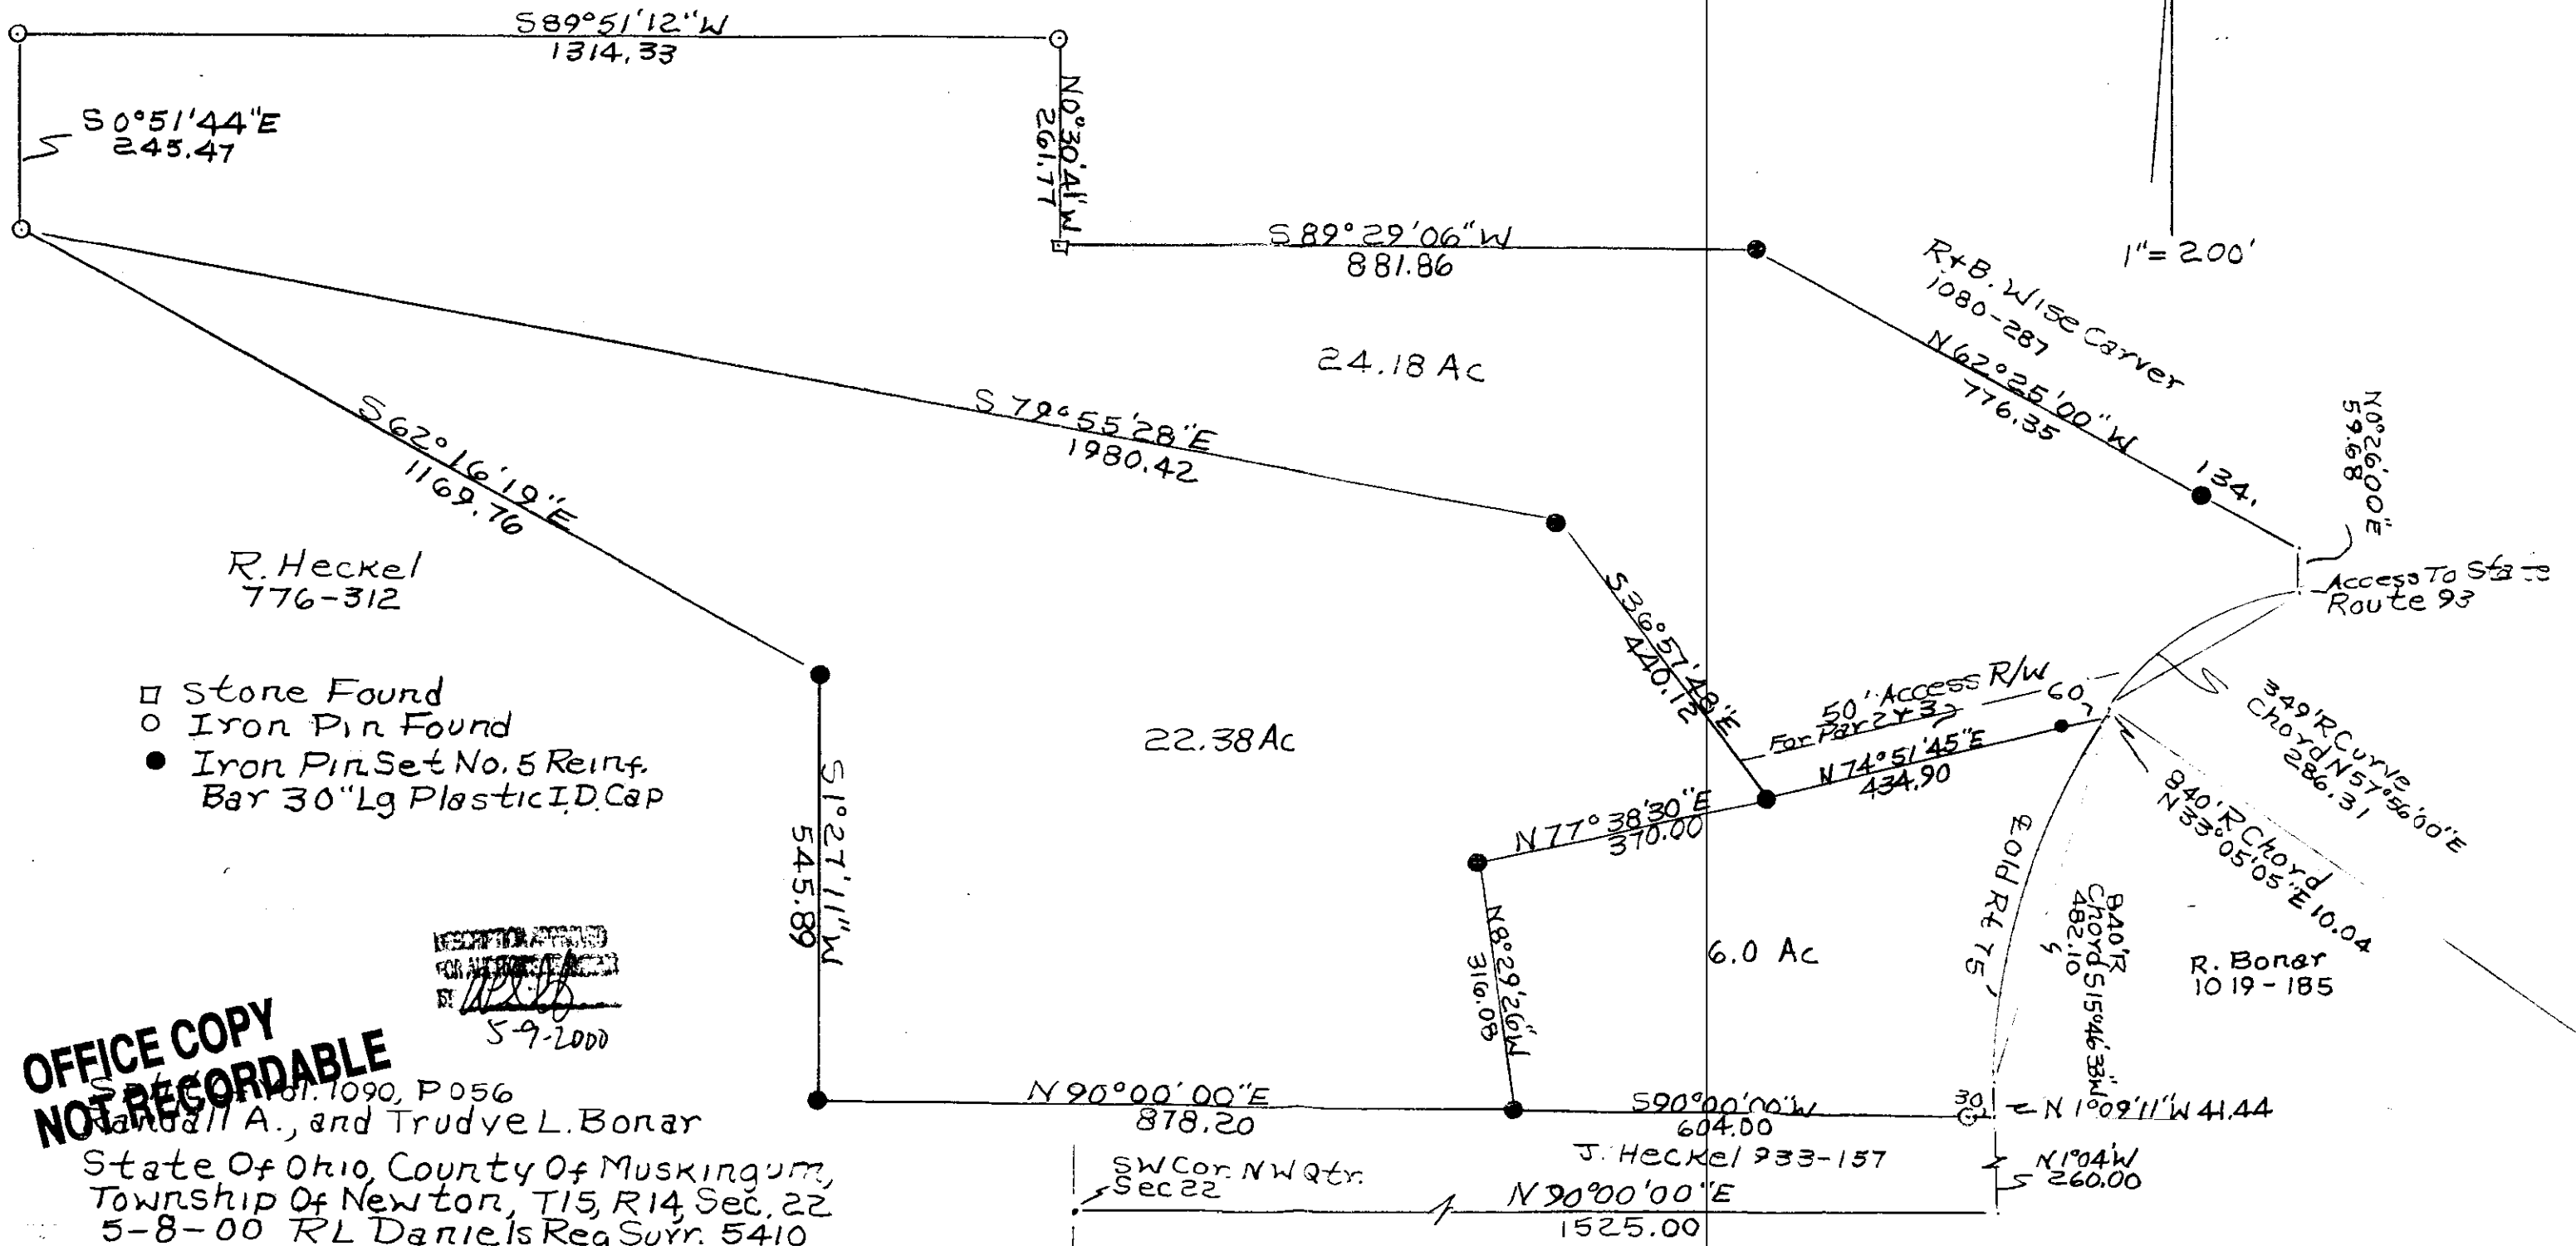 S89°51'12"W
1314.33
S0°51'44"E
245.47
N0°30'41"W
261.77
S89°29'06"W
881.86
1"=200'
R+B. Wise Carver
1080-287
N62°25'00"W
776.35
134.
N0°26'00"E
59.68
Access To State
Route 93
24.18 Ac
S79°55'28"E
1980.42
S62°16'19"E
1169.76
R. Heckel
776-312
S36°57'48"E
440.12
50' Access R/W
For Par 2 + 3
60
N74°51'45"E
434.90
349'R Curve
Chord N57°56'00"E
286.31
840'R Chord
N33°05'05"E 10.04
Stone Found
Iron Pin Found
Iron Pin Set No. 5 Reinf.
Bar 30" Lg Plastic I.D. Cap
22.38 Ac
S1°27'11"W
545.89
N77°38'30"E
370.00
N8°29'26"W
316.08
6.0 Ac
℄ Old Rt 75
840'R
Chord S15°46'33"W
482.10
R. Bonar
1019-185
5-9-2000
OFFICE COPY
NOT RECORDABLE
Vol. 1090, P 056
Randall A., and Trudye L. Bonar
State Of Ohio, County Of Muskingum,
Township Of Newton, T15, R14, Sec. 22
5-8-00 RL Daniels Reg Surr. 5410
N90°00'00"E
878.20
S90°00'00"W
604.00
30
N1°09'11"W 41.44
J. Heckel 933-157
N1°04'W
260.00
SW Cor. NW Qtr.
Sec 22
N90°00'00"E
1525.00